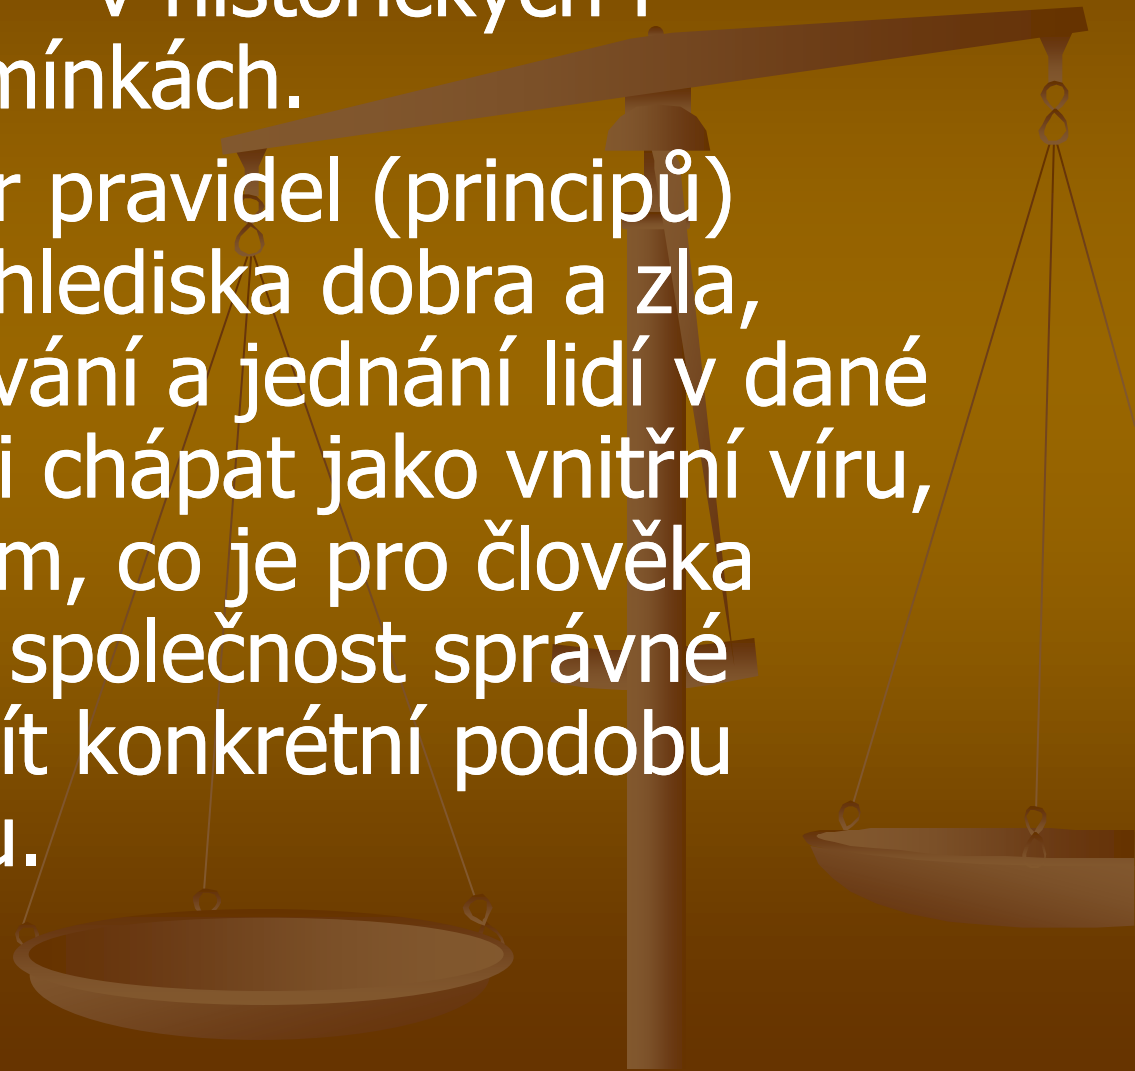 v historických i
mínkách.
r pravidel (principů)
hlediska dobra a zla,
vání a jednání lidí v dané
i chápat jako vnitřní víru,
m, co je pro člověka
společnost správné
ít konkrétní podobu
u.